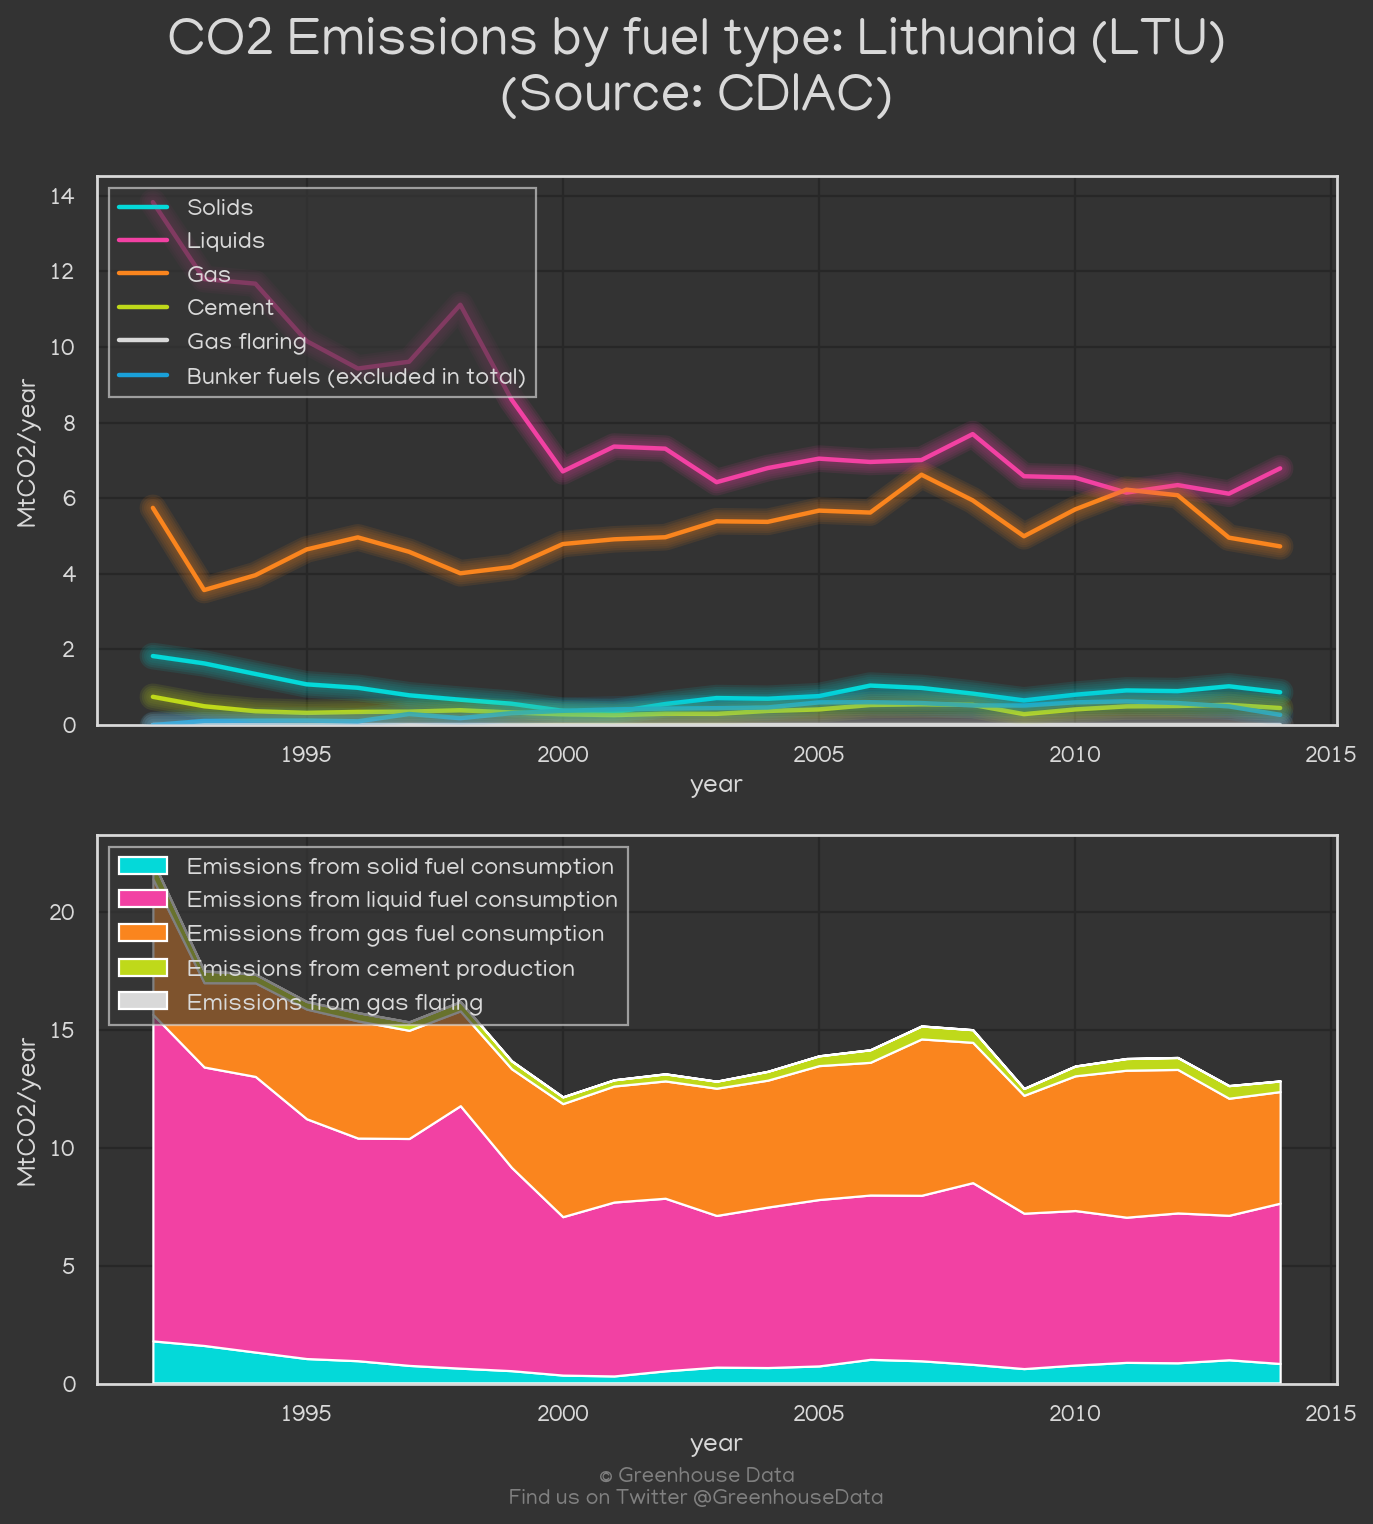 CO2 Emissions by fuel type: Lithuania (LTU)
(Source: CDIAC)
14
12
10
8
6
4
2
0
MtCO2/year
Solids
Liquids
Gas
Cement
Gas flaring
Bunker fuels (excluded in total)
1995 2000 2005 2010 2015
year
20
15
10
5
0
MtCO2/year
Emissions from solid fuel consumption
Emissions from liquid fuel consumption
Emissions from gas fuel consumption
Emissions from cement production
Emissions from gas flaring
1995 2000 2005 2010 2015
year
© Greenhouse Data
Find us on Twitter @GreenhouseData